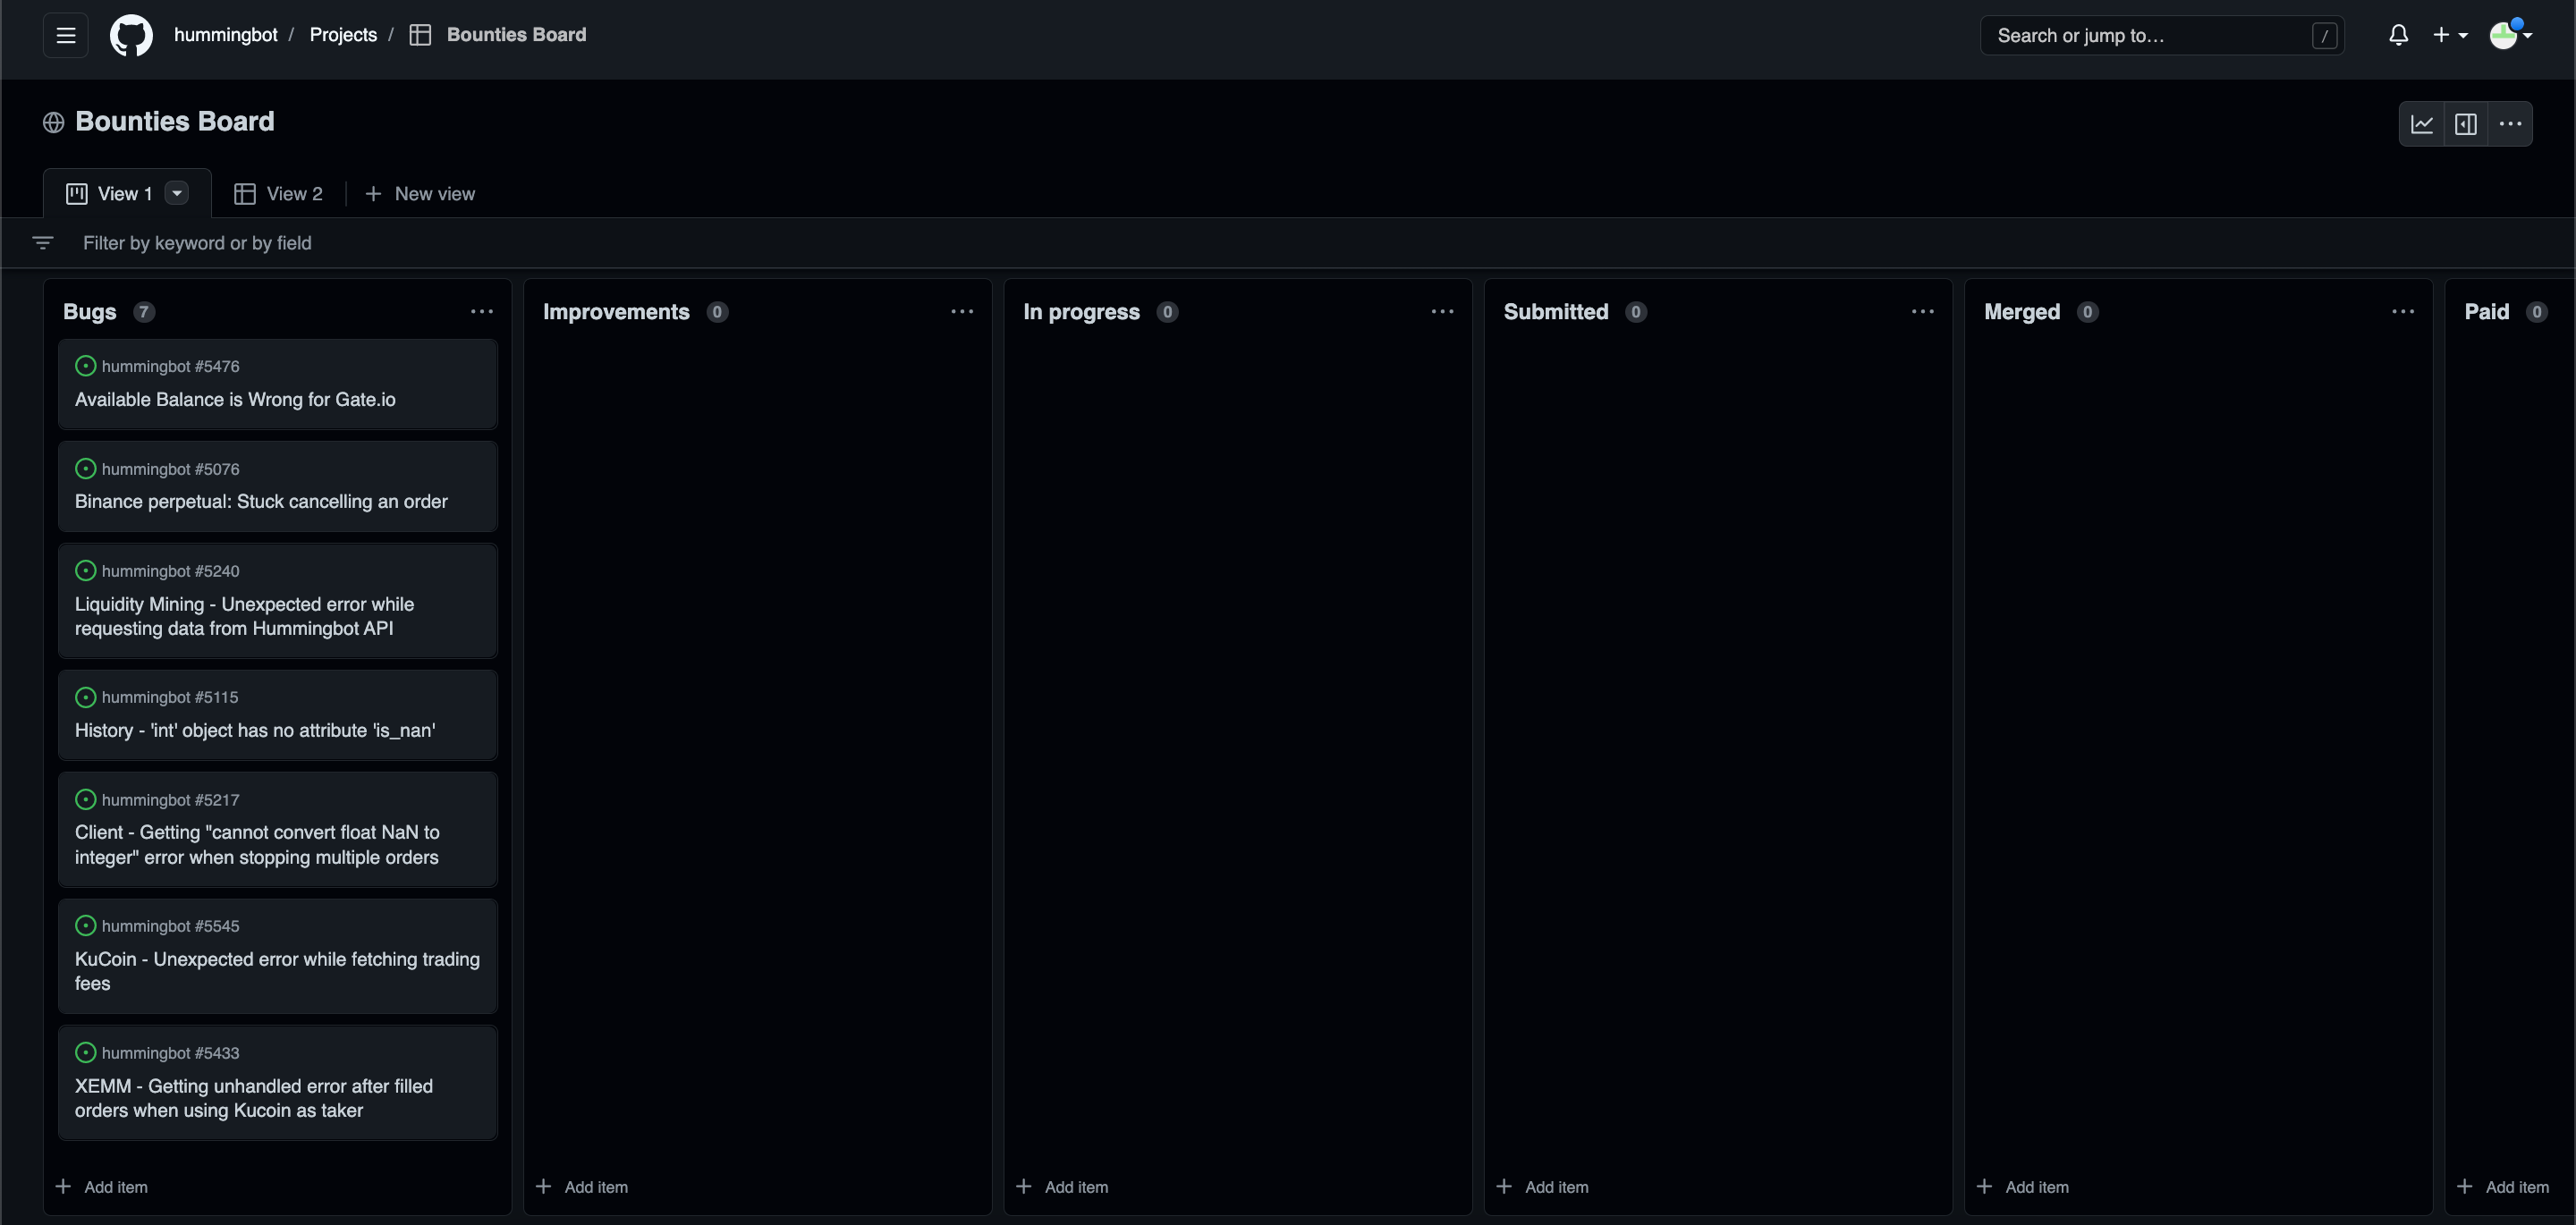 hummingbot / Projects / Bounties Board
Search or jump to... /
Bounties Board
View 1
View 2
New view
Filter by keyword or by field
Bugs 7
hummingbot #5476
Available Balance is Wrong for Gate.io
hummingbot #5076
Binance perpetual: Stuck cancelling an order
hummingbot #5240
Liquidity Mining - Unexpected error while
requesting data from Hummingbot API
hummingbot #5115
History - 'int' object has no attribute 'is_nan'
hummingbot #5217
Client - Getting "cannot convert float NaN to
integer" error when stopping multiple orders
hummingbot #5545
KuCoin - Unexpected error while fetching trading
fees
hummingbot #5433
XEMM - Getting unhandled error after filled
orders when using Kucoin as taker
Add item
Improvements 0
Add item
In progress 0
Add item
Submitted 0
Add item
Merged 0
Add item
Paid 0
Add item